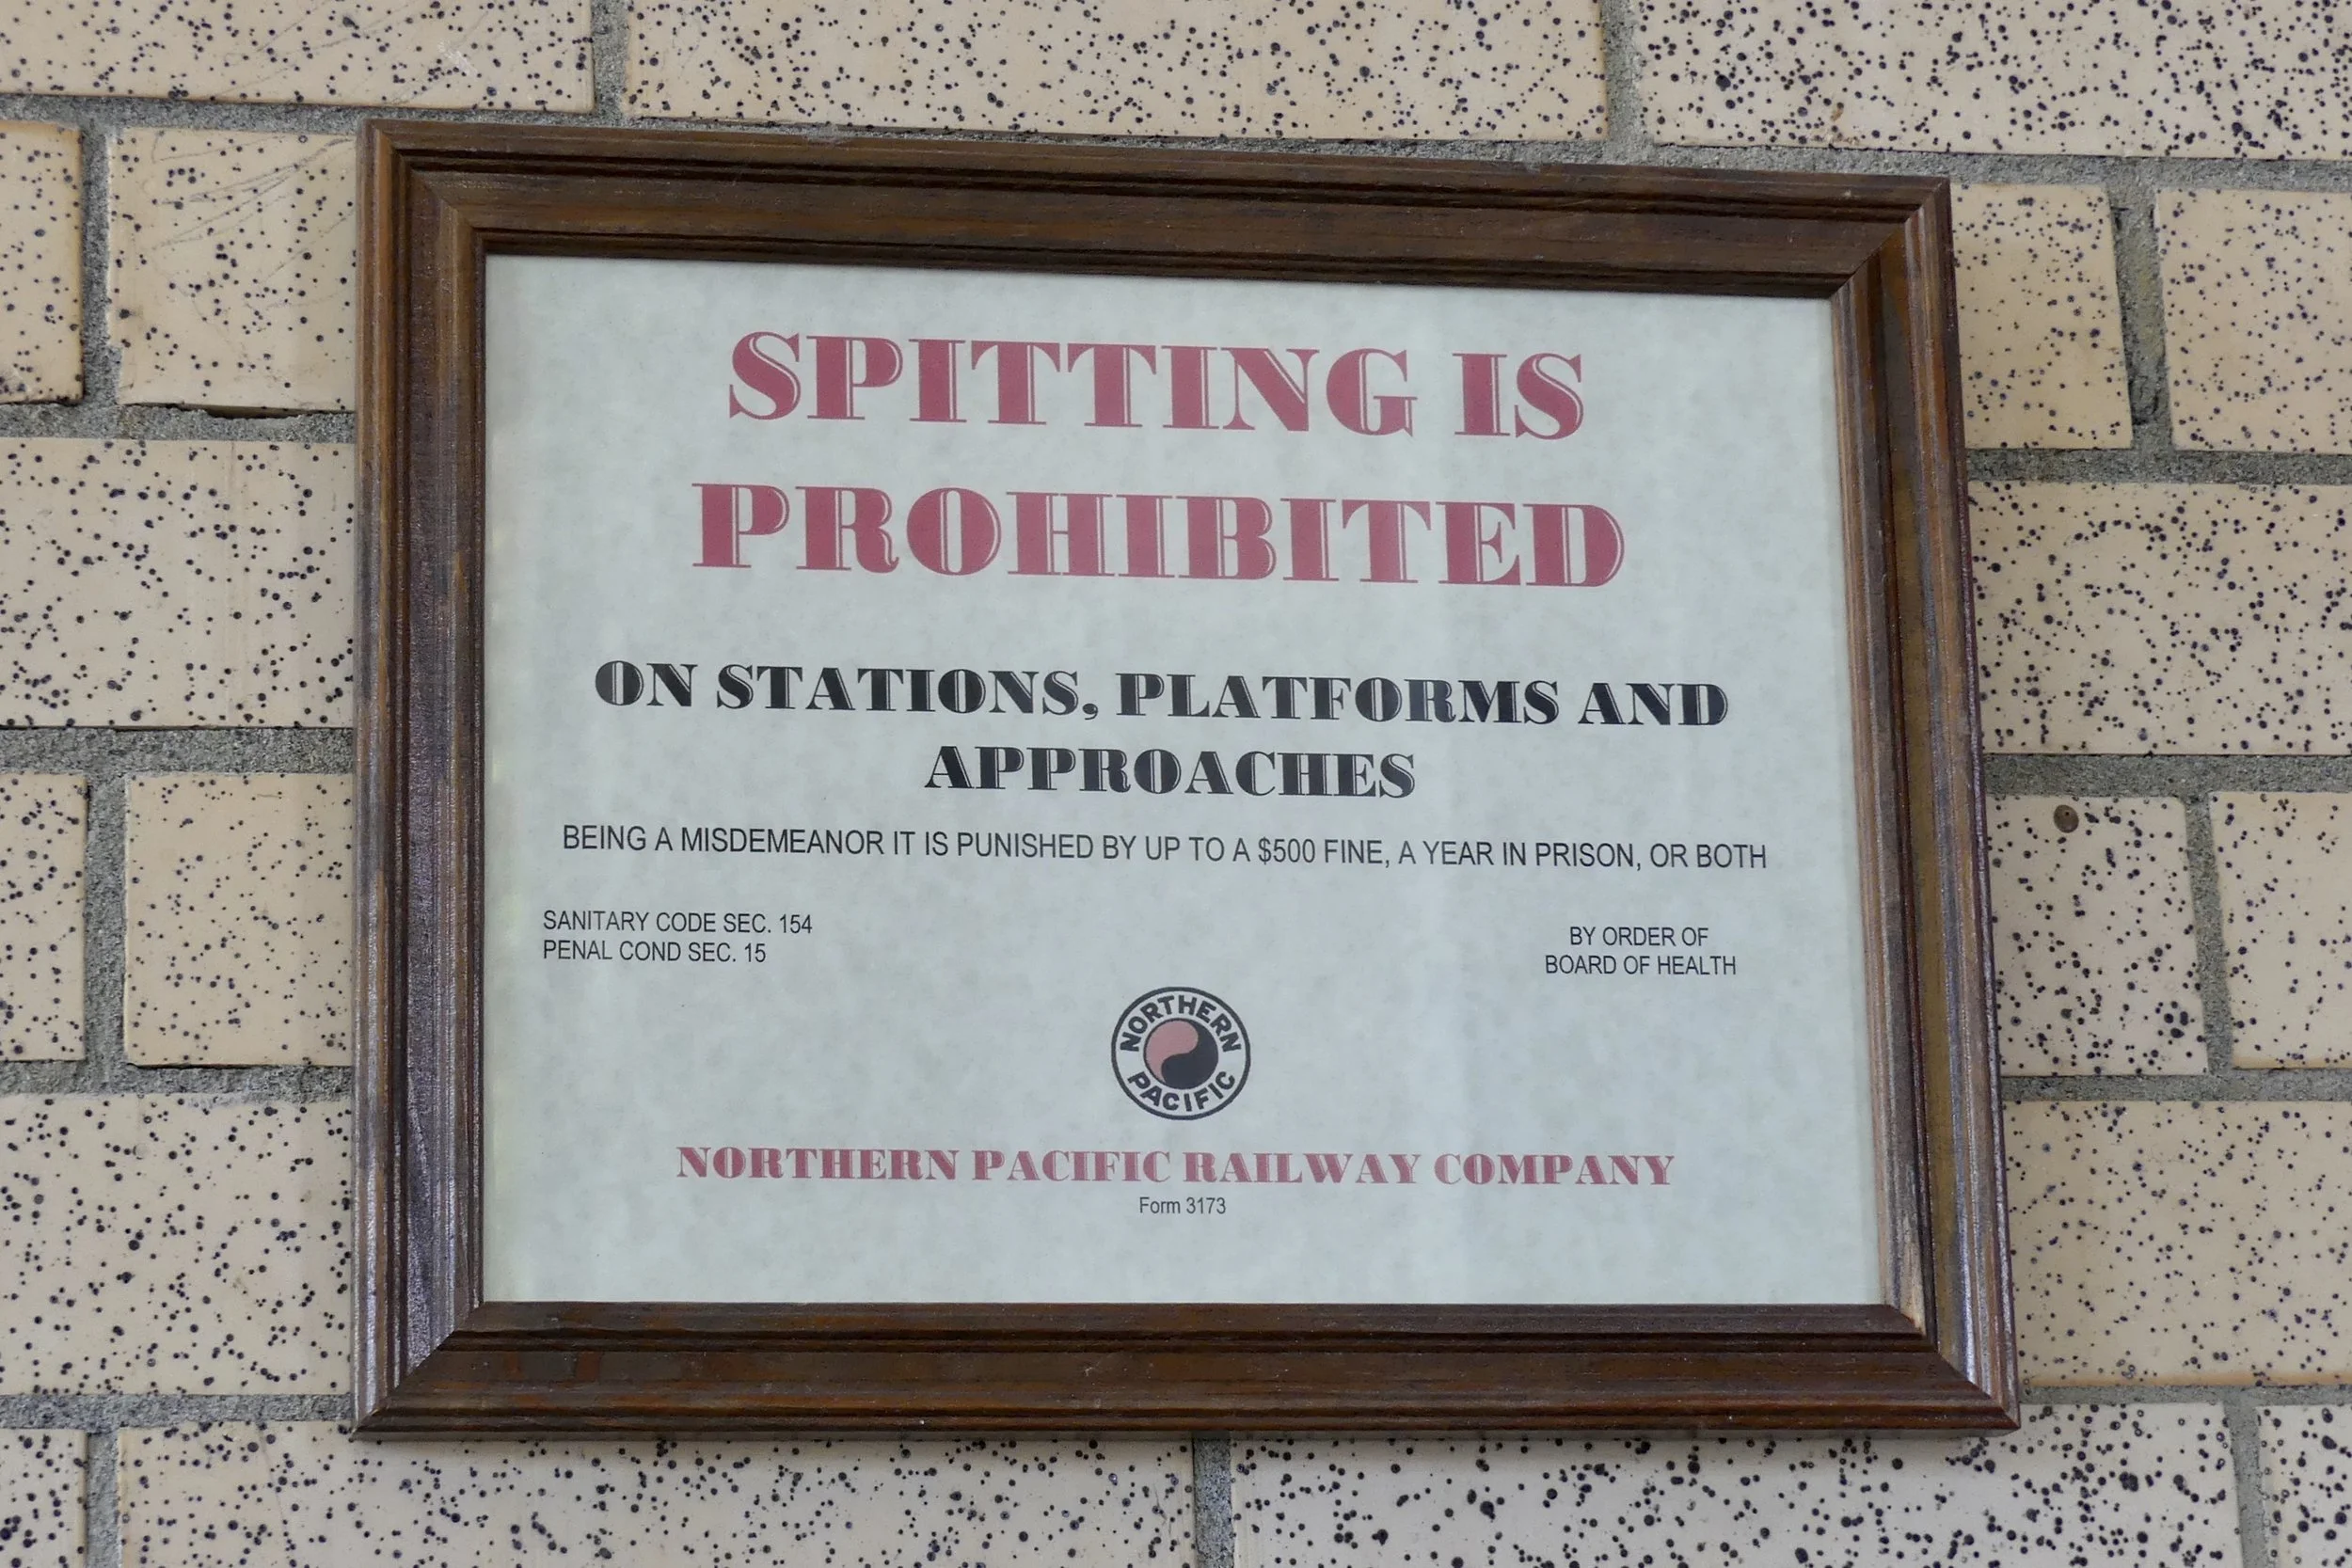 SPITTING IS
PROHIBITED
ON STATIONS, PLATFORMS AND
APPROACHES
BEING A MISDEMEANOR IT IS PUNISHED BY UP TO A $500 FINE, A YEAR IN PRISON, OR BOTH
SANITARY CODE SEC. 154
PENAL COND SEC. 15
BY ORDER OF
BOARD OF HEALTH
NORTHERN
PACIFIC
NORTHERN PACIFIC RAILWAY COMPANY
Form 3173